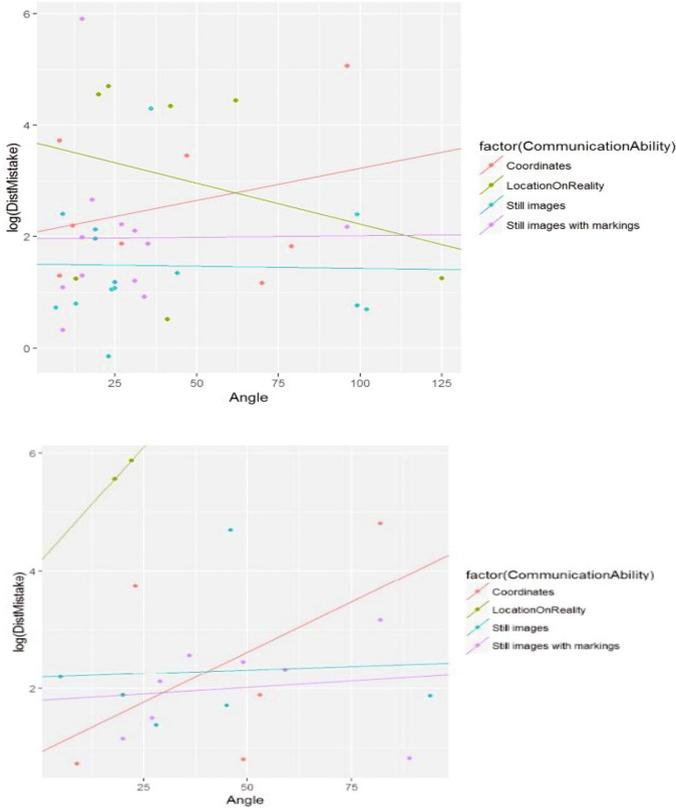 6
4
2
0
log(DistMistake)
25 50 75 100 125
Angle
factor(CommunicationAbility)
Coordinates
LocationOnReality
Still images
Still images with markings
6
4
2
log(DistMistake)
25 50 75
Angle
factor(CommunicationAbility)
Coordinates
LocationOnReality
Still images
Still images with markings